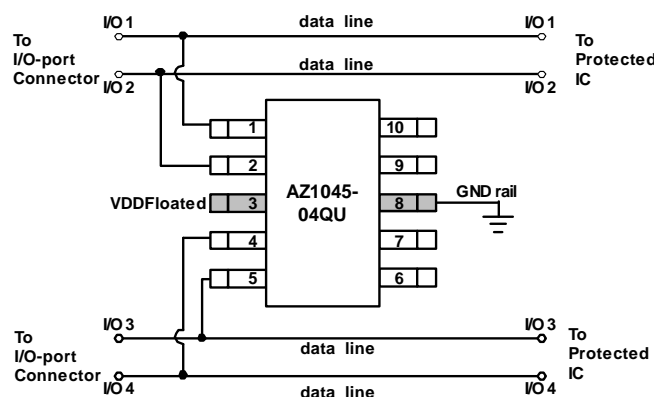 I/O 1
data line
I/O 1
To
I/O-port
Connector
To
Protected
IC
I/O 2
data line
I/O 2
1
10
2
9
VDDFloated
3
AZ1045-
04QU
8
GND rail
4
7
5
6
I/O 3
I/O 3
To
I/O-port
Connector
data line
To
Protected
IC
I/O 4
data line
I/O 4